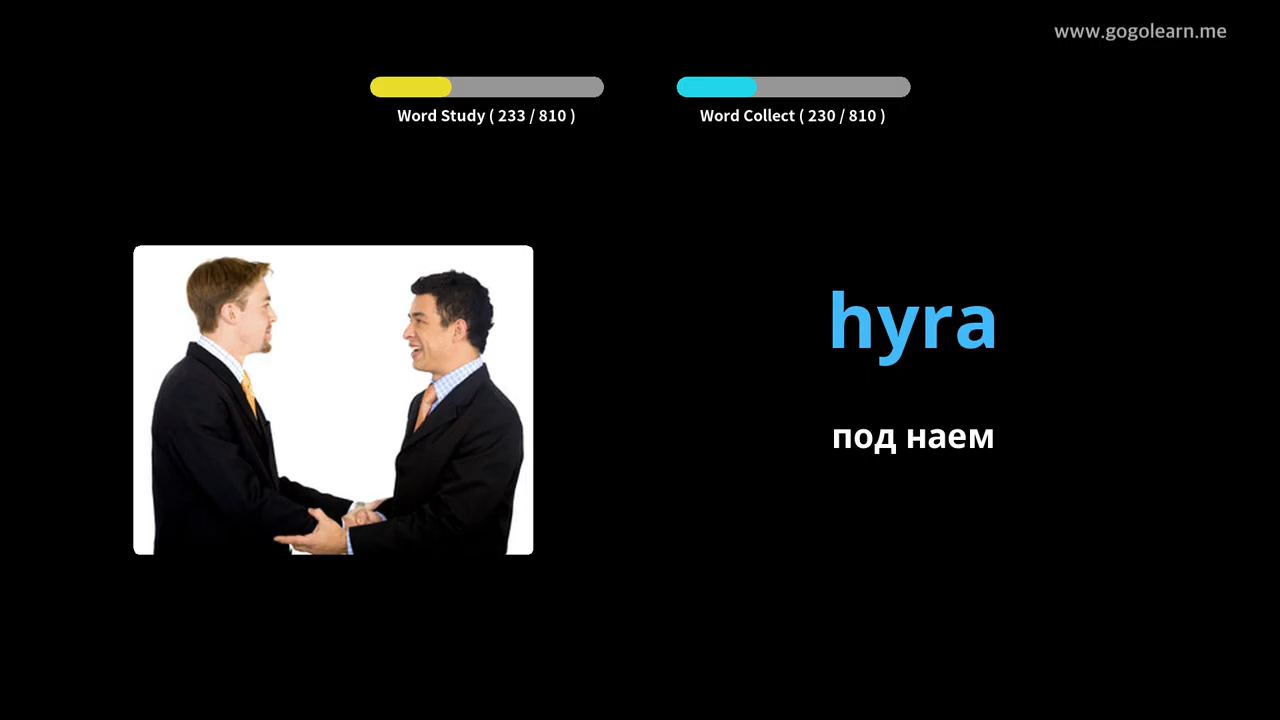 www.gogolearn.me
Word Study ( 233 / 810 )
Word Collect ( 230 / 810 )
hyra
под наем